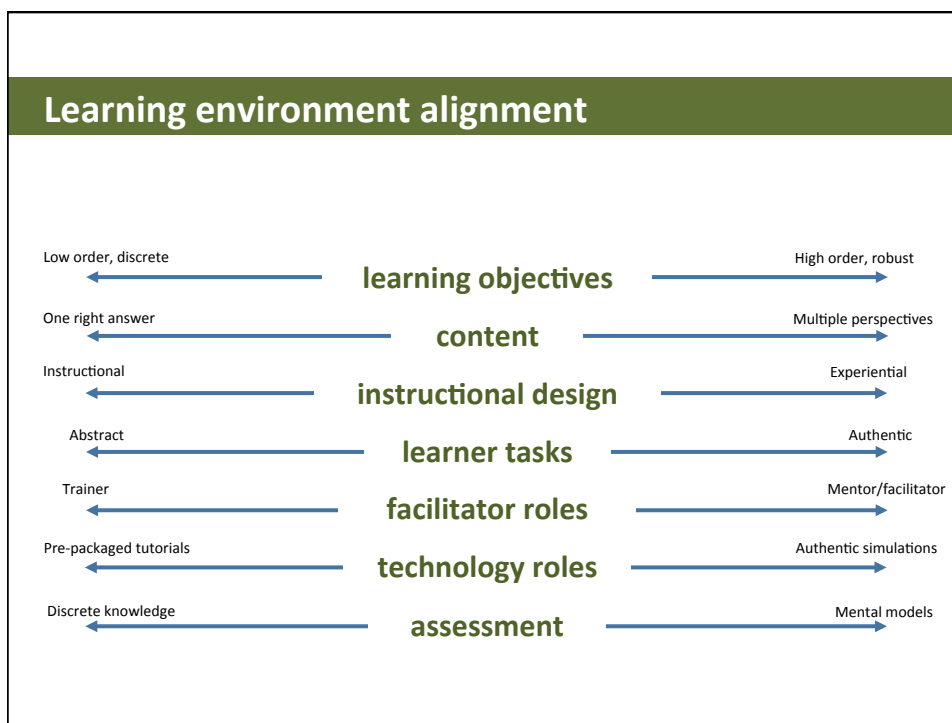 Learning environment alignment
Low order, discrete learning objectives High order, robust
One right answer content Multiple perspectives
Instructional instructional design Experiential
Abstract learner tasks Authentic
Trainer facilitator roles Mentor/facilitator
Pre-packaged tutorials technology roles Authentic simulations
Discrete knowledge assessment Mental models